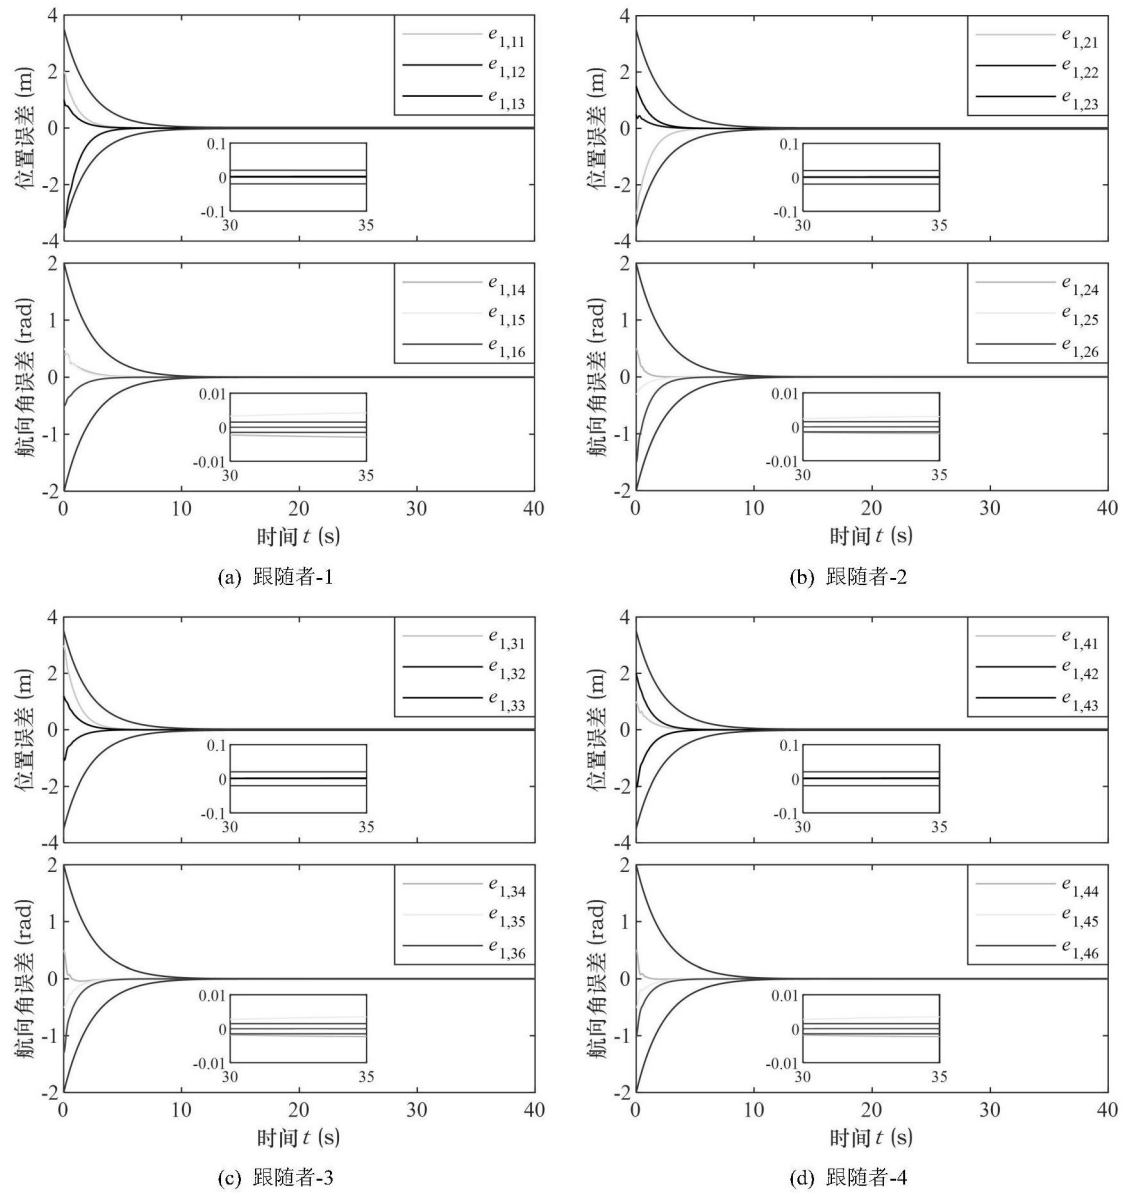 4
2
0
-2
-4
位置误差 (m)
e1,11
e1,12
e1,13
0.1
0
-0.1
30 35
2
1
0
-1
-2
航向角误差 (rad)
e1,14
e1,15
e1,16
0.01
0
-0.01
30 35
0 10 20 30 40
时间 t (s)
(a) 跟随者-1
4
2
0
-2
-4
位置误差 (m)
e1,21
e1,22
e1,23
0.1
0
-0.1
30 35
2
1
0
-1
-2
航向角误差 (rad)
e1,24
e1,25
e1,26
0.01
0
-0.01
30 35
0 10 20 30 40
时间 t (s)
(b) 跟随者-2
4
2
0
-2
-4
位置误差 (m)
e1,31
e1,32
e1,33
0.1
0
-0.1
30 35
2
1
0
-1
-2
航向角误差 (rad)
e1,34
e1,35
e1,36
0.01
0
-0.01
30 35
0 10 20 30 40
时间 t (s)
(c) 跟随者-3
4
2
0
-2
-4
位置误差 (m)
e1,41
e1,42
e1,43
0.1
0
-0.1
30 35
2
1
0
-1
-2
航向角误差 (rad)
e1,44
e1,45
e1,46
0.01
0
-0.01
30 35
0 10 20 30 40
时间 t (s)
(d) 跟随者-4